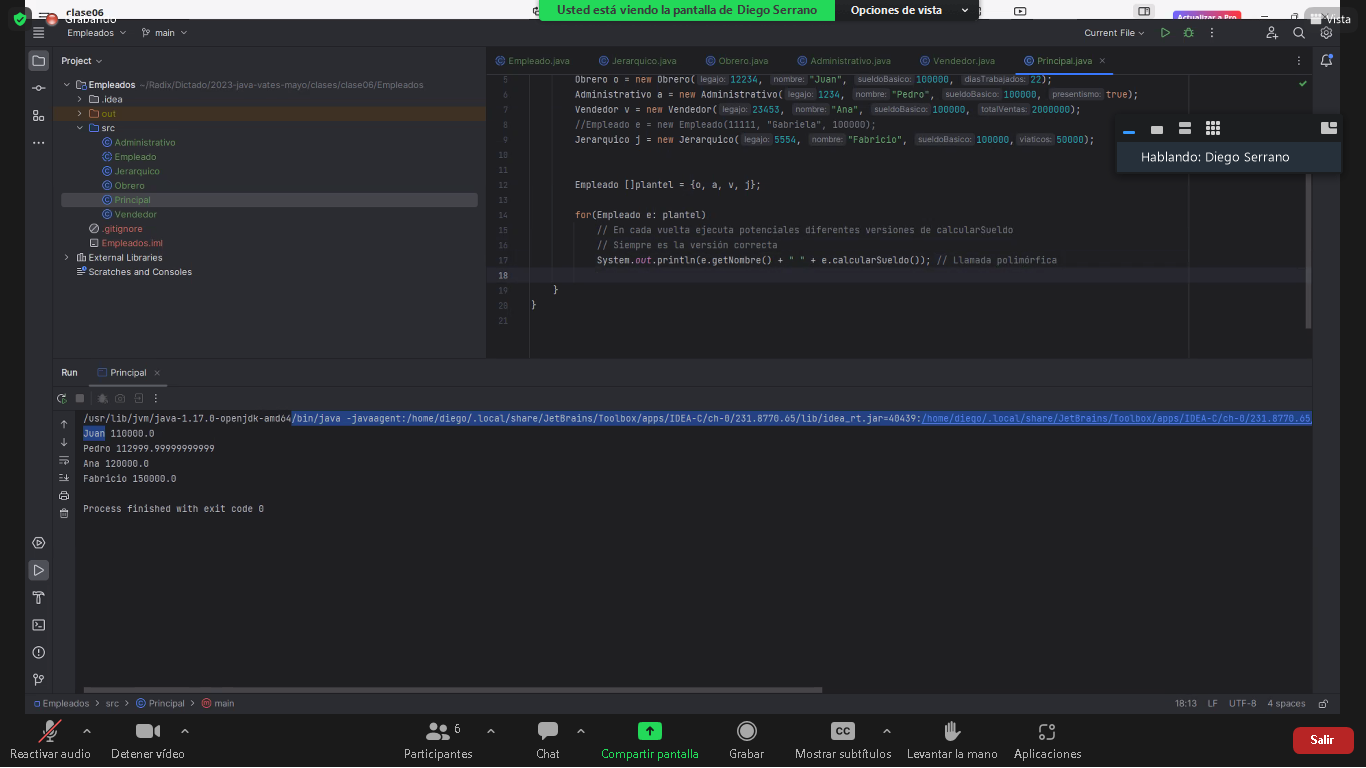 clase06
Grabando
Usted está viendo la pantalla de Diego Serrano
Opciones de vista
Actualizar a Pro
Vista
Empleados
main
Current File
Project
Empleado.java
Jerarquico.java
Obrero.java
Administrativo.java
Vendedor.java
Principal.java
Empleados ~/Radix/Dictado/2023-java-vates-mayo/clases/clase06/Empleados
.idea
out
src
Administrativo
Empleado
Jerarquico
Obrero
Principal
Vendedor
.gitignore
Empleados.iml
External Libraries
Scratches and Consoles
5 Obrero o = new Obrero( legajo: 12234, nombre: "Juan", sueldoBasico: 100000, diasTrabajados: 22);
6 Administrativo a = new Administrativo( legajo: 1234, nombre: "Pedro", sueldoBasico: 100000, presentismo: true);
7 Vendedor v = new Vendedor( legajo: 23453, nombre: "Ana", sueldoBasico: 100000, totalVentas: 2000000);
8 //Empleado e = new Empleado(11111, "Gabriela", 100000);
9 Jerarquico j = new Jerarquico( legajo: 5554, nombre: "Fabricio", sueldoBasico: 100000, viaticos: 50000);
10
11
12 Empleado []plantel = {o, a, v, j};
13
14 for(Empleado e: plantel)
15 // En cada vuelta ejecuta potenciales diferentes versiones de calcularSueldo
16 // Siempre es la versión correcta
17 System.out.println(e.getNombre() + " " + e.calcularSueldo()); // Llamada polimórfica
18
19 }
20 }
21
Hablando: Diego Serrano
Run
Principal
/usr/lib/jvm/java-1.17.0-openjdk-amd64/bin/java -javaagent:/home/diego/.local/share/JetBrains/Toolbox/apps/IDEA-C/ch-0/231.8770.65/lib/idea_rt.jar=40439:/home/diego/.local/share/JetBrains/Toolbox/apps/IDEA-C/ch-0/231.8770.65
Juan 110000.0
Pedro 112999.99999999999
Ana 120000.0
Fabricio 150000.0
Process finished with exit code 0
Empleados > src > Principal > main
18:13 LF UTF-8 4 spaces
Reactivar audio
Detener vídeo
Participantes
6
Chat
Compartir pantalla
Grabar
CC
Mostrar subtítulos
Levantar la mano
Aplicaciones
Salir